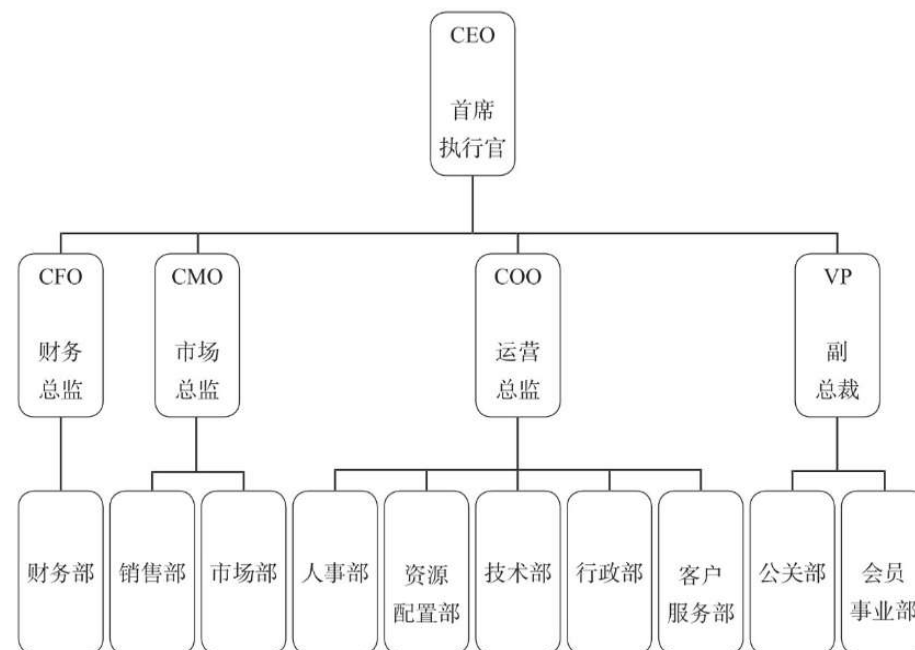 CEO
首席
执行官
CFO
财务
总监
CMO
市场
总监
COO
运营
总监
VP
副
总裁
财务部
销售部
市场部
人事部
资源
配置部
技术部
行政部
客户
服务部
公关部
会员
事业部